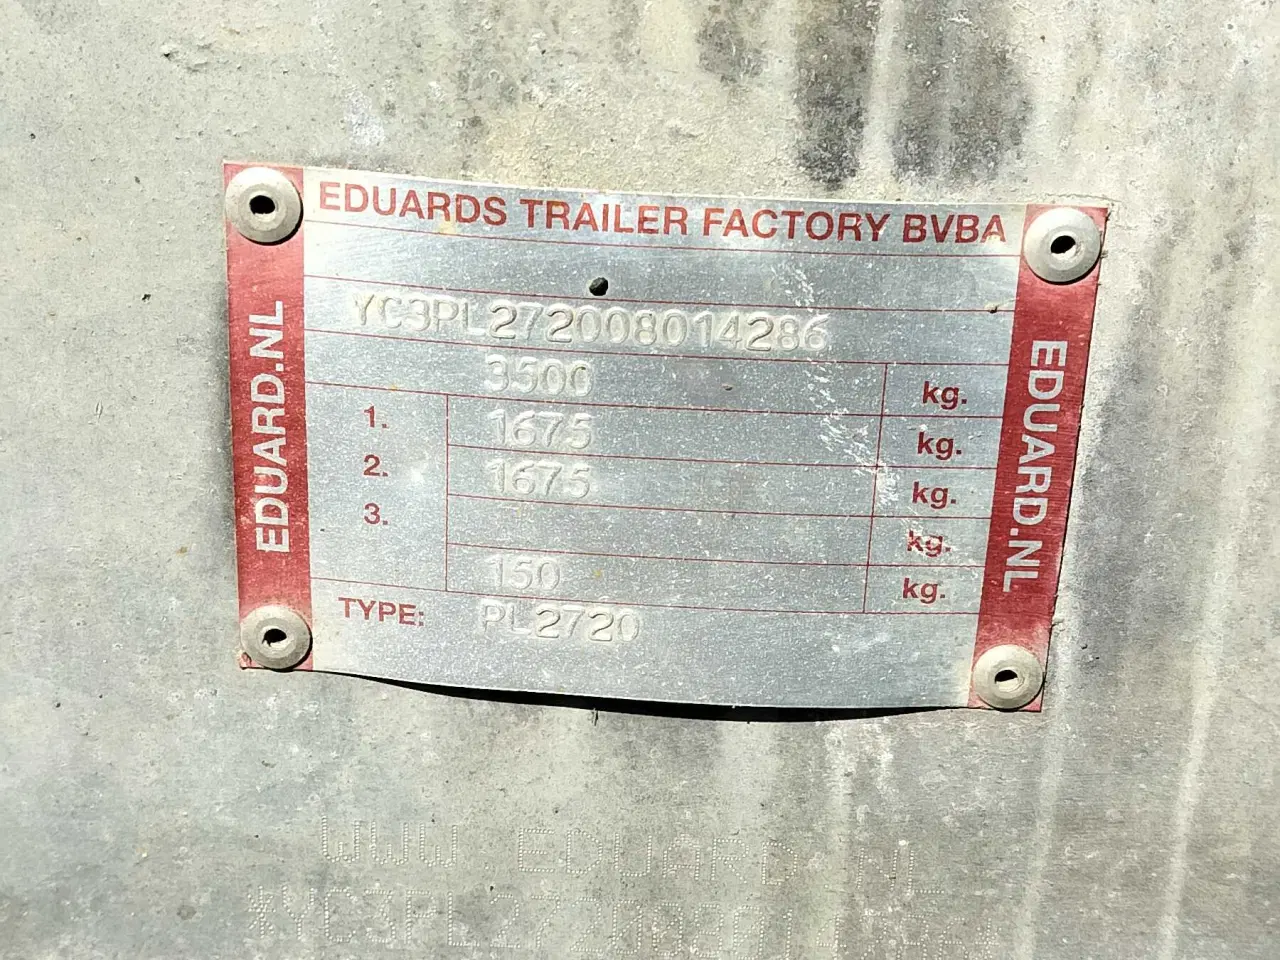 EDUARDS TRAILER FACTORY BVBA
EDUARD.NL
YC3PL272008014286
3500 kg.
1. 1675 kg.
2. 1675 kg.
3. kg.
150 kg.
TYPE: PL2720
EDUARD.NL
WWW EDUARD.NL